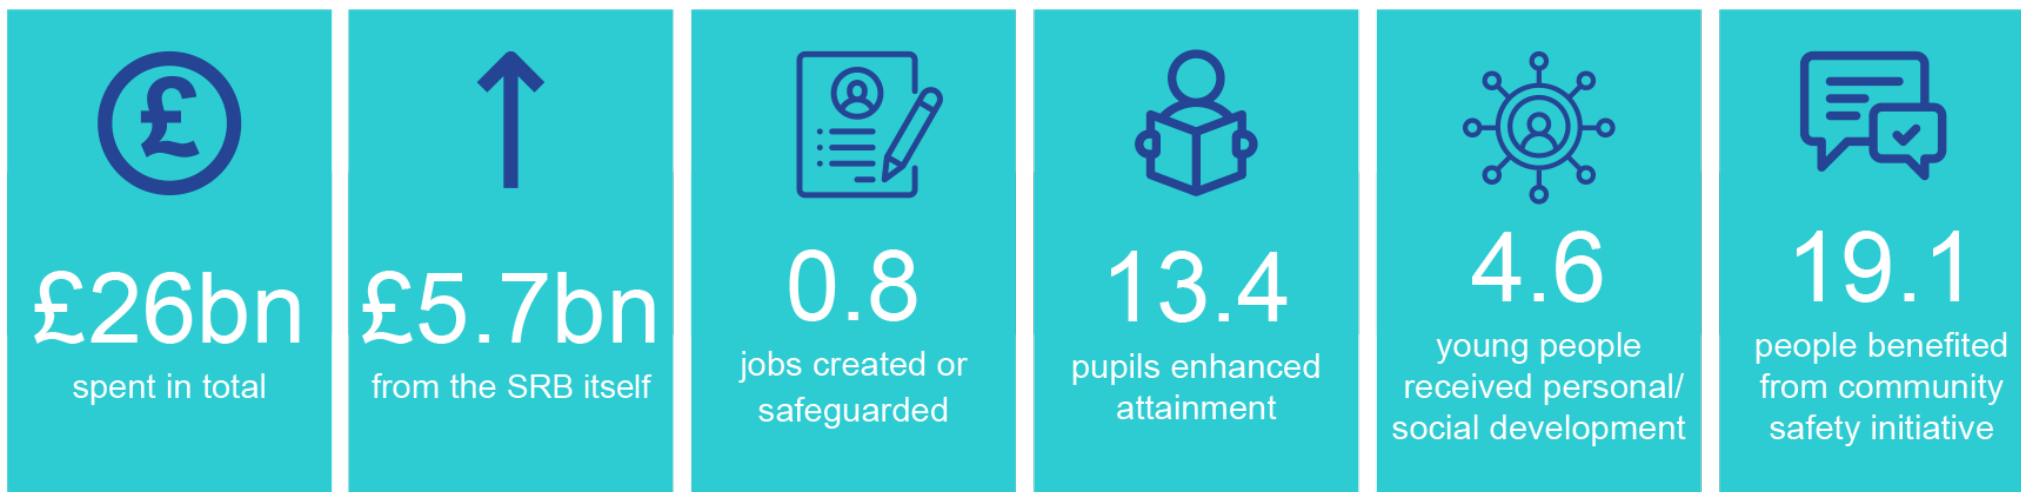 £26bn
spent in total
£5.7bn
from the SRB itself
0.8
jobs created or
safeguarded
13.4
pupils enhanced
attainment
4.6
young people
received personal/
social development
19.1
people benefited
from community
safety initiative